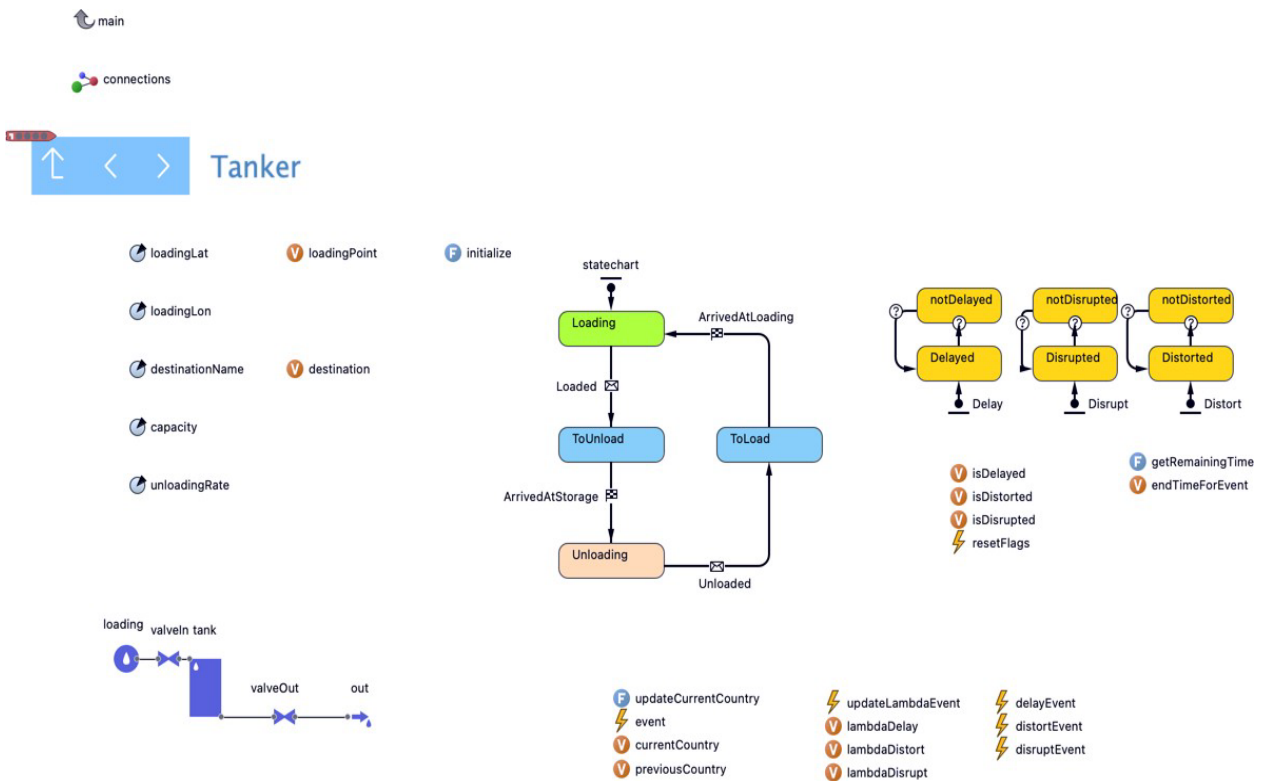 main
connections
Tanker
loadingLat
loadingPoint
initialize
loadingLon
destinationName
destination
capacity
unloadingRate
statechart
Loading
ArrivedAtLoading
Loaded
ToUnload
ToLoad
ArrivedAtStorage
Unloading
Unloaded
notDelayed
notDisrupted
notDistorted
Delayed
Disrupted
Distorted
Delay
Disrupt
Distort
isDelayed
isDistorted
isDisrupted
resetFlags
getRemainingTime
endTimeForEvent
loading
valveIn
tank
valveOut
out
updateCurrentCountry
event
currentCountry
previousCountry
updateLambdaEvent
lambdaDelay
lambdaDistort
lambdaDisrupt
delayEvent
distortEvent
disruptEvent